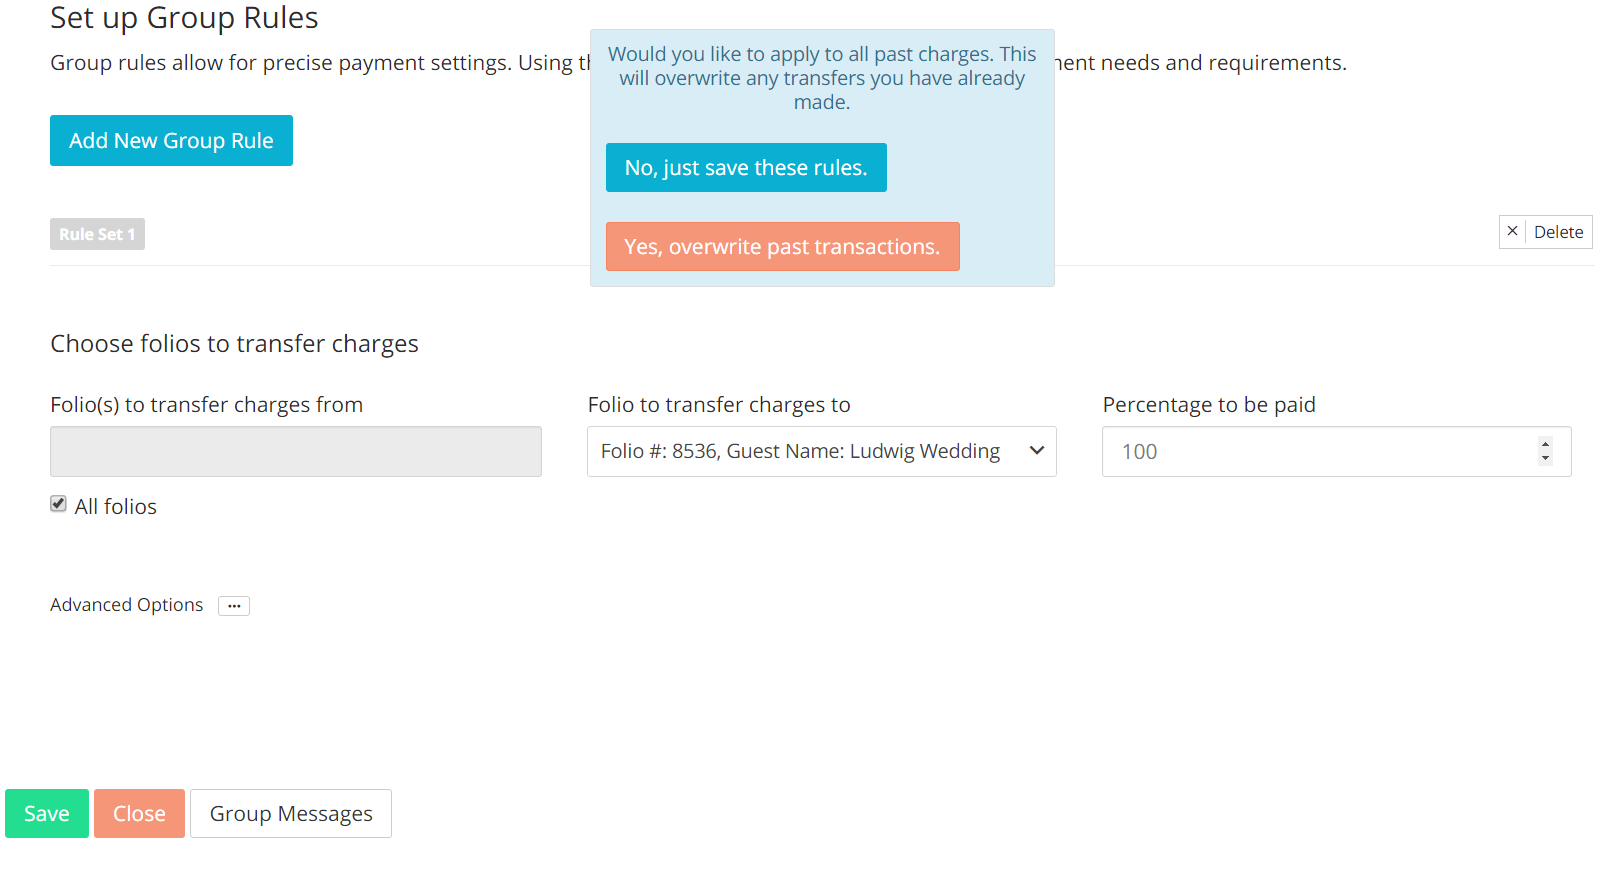 Set up Group Rules
Would you like to apply to all past charges. This
will overwrite any transfers you have already
made.
Group rules allow for precise payment settings. Using
needs and requirements.
Add New Group Rule
No, just save these rules.
Yes, overwrite past transactions.
Rule Set 1
× Delete
Choose folios to transfer charges
Folio(s) to transfer charges from
Folio to transfer charges to
Percentage to be paid
Folio #: 8536, Guest Name: Ludwig Wedding
100
All folios
Advanced Options ...
Save
Close
Group Messages